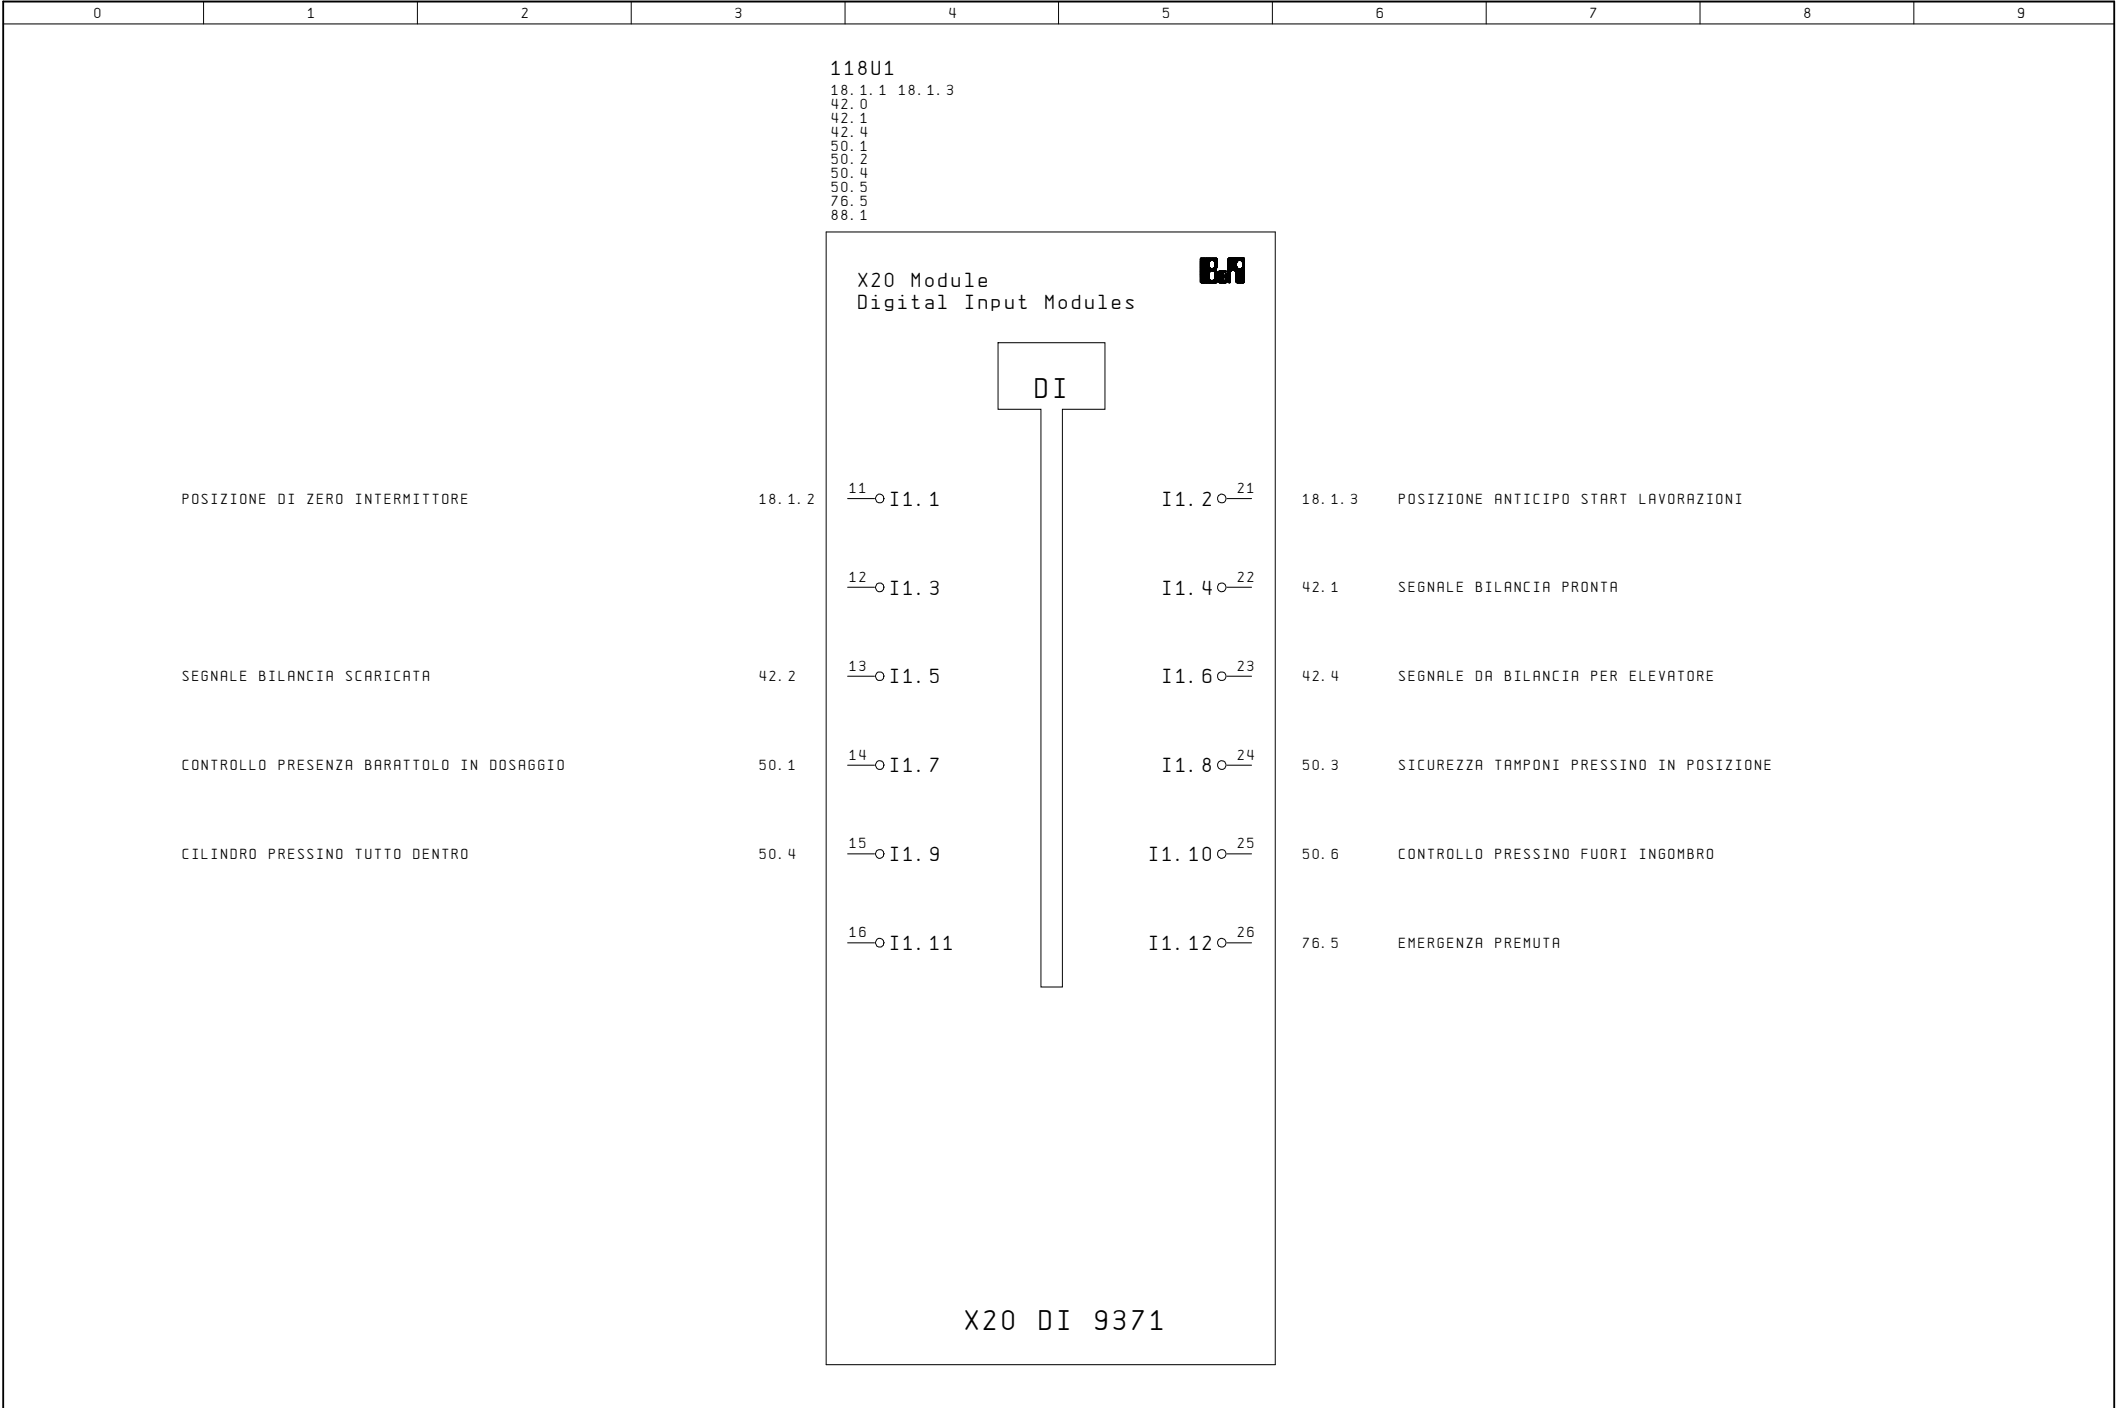 0 1 2 3 4 5 6 7 8 9
118U1
18.1.1 18.1.3
42.0
42.1
42.4
50.1
50.2
50.4
50.5
76.5
88.1
B&R
X20 Module
Digital Input Modules
DI
POSIZIONE DI ZERO INTERMITTORE 18.1.2 11 I1.1 I1.2 21 18.1.3 POSIZIONE ANTICIPO START LAVORAZIONI
12 I1.3 I1.4 22 42.1 SEGNALE BILANCIA PRONTA
SEGNALE BILANCIA SCARICATA 42.2 13 I1.5 I1.6 23 42.4 SEGNALE DA BILANCIA PER ELEVATORE
CONTROLLO PRESENZA BARATTOLO IN DOSAGGIO 50.1 14 I1.7 I1.8 24 50.3 SICUREZZA TAMPONI PRESSINO IN POSIZIONE
CILINDRO PRESSINO TUTTO DENTRO 50.4 15 I1.9 I1.10 25 50.6 CONTROLLO PRESSINO FUORI INGOMBRO
16 I1.11 I1.12 26 76.5 EMERGENZA PREMUTA
X20 DI 9371